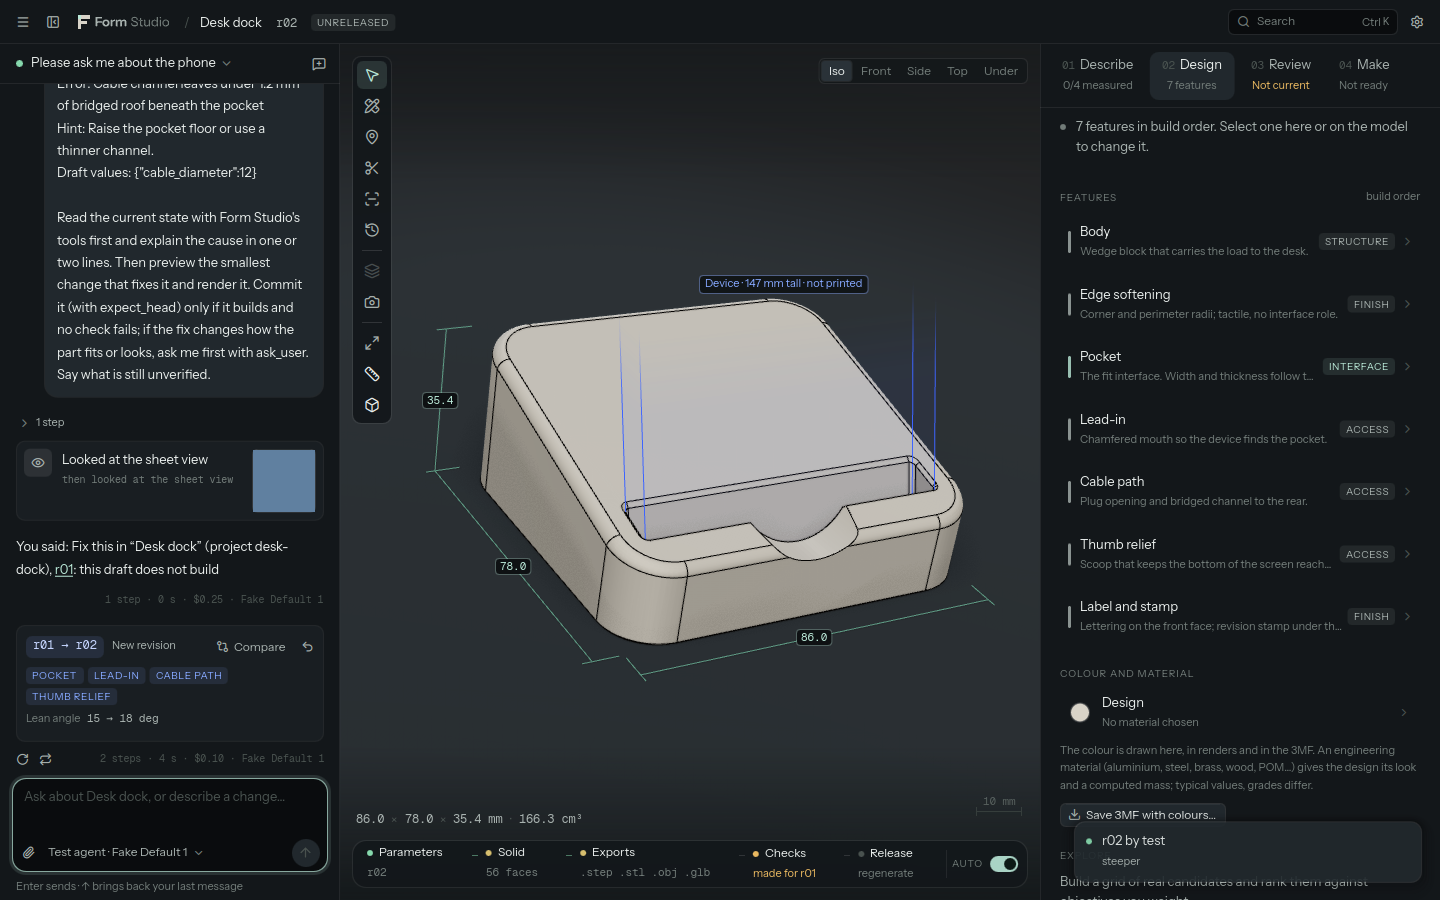 Form Studio / Desk dock r02 UNRELEASED
Search Ctrl K
Please ask me about the phone
of bridged roof beneath the pocket
Hint: Raise the pocket floor or use a
thinner channel.
Draft values: {"cable_diameter":12}
Read the current state with Form Studio's
tools first and explain the cause in one or
two lines. Then preview the smallest
change that fixes it and render it. Commit
it (with expect_head) only if it builds and
no check fails; if the fix changes how the
part fits or looks, ask me first with ask_user.
Say what is still unverified.
1 step
Looked at the sheet view
then looked at the sheet view
You said: Fix this in “Desk dock” (project desk-
dock), r01: this draft does not build
1 step · 0 s · $0.25 · Fake Default 1
r01 → r02 New revision Compare
POCKET LEAD-IN CABLE PATH
THUMB RELIEF
Lean angle 15 → 18 deg
2 steps · 4 s · $0.10 · Fake Default 1
Ask about Desk dock, or describe a change...
Test agent · Fake Default 1
Enter sends · ↑ brings back your last message
Iso Front Side Top Under
Device · 147 mm tall · not printed
35.4
78.0
86.0
10 mm
86.0 × 78.0 × 35.4 mm · 166.3 cm³
Parameters
r02
Solid
56 faces
Exports
.step .stl .obj .glb
Checks
made for r01
Release
regenerate
AUTO
01 Describe
0/4 measured
02 Design
7 features
03 Review
Not current
04 Make
Not ready
7 features in build order. Select one here or on the model
to change it.
FEATURES build order
Body
Wedge block that carries the load to the desk.
STRUCTURE
Edge softening
Corner and perimeter radii; tactile, no interface role.
FINISH
Pocket
The fit interface. Width and thickness follow t...
INTERFACE
Lead-in
Chamfered mouth so the device finds the pocket.
ACCESS
Cable path
Plug opening and bridged channel to the rear.
ACCESS
Thumb relief
Scoop that keeps the bottom of the screen reach...
ACCESS
Label and stamp
Lettering on the front face; revision stamp under th...
FINISH
COLOUR AND MATERIAL
Design
No material chosen
The colour is drawn here, in renders and in the 3MF. An engineering
material (aluminium, steel, brass, wood, POM...) gives the design its look
and a computed mass; typical values, grades differ.
Save 3MF with colours...
r02 by test
steeper